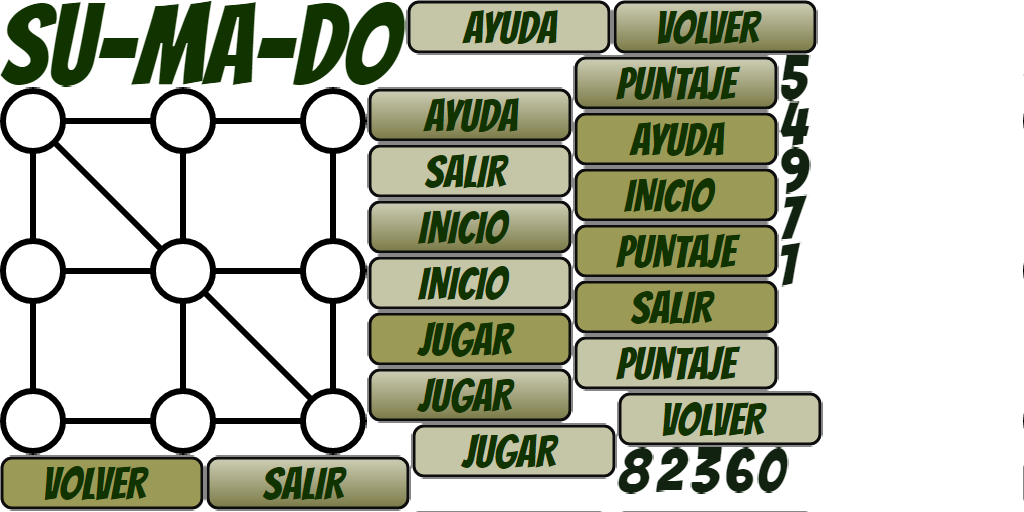 SU-MA-DO
AYUDA
VOLVER
PUNTAJE
5
AYUDA
4
AYUDA
SALIR
9
INICIO
7
INICIO
PUNTAJE
1
INICIO
SALIR
JUGAR
PUNTAJE
JUGAR
VOLVER
JUGAR
82360
VOLVER
SALIR